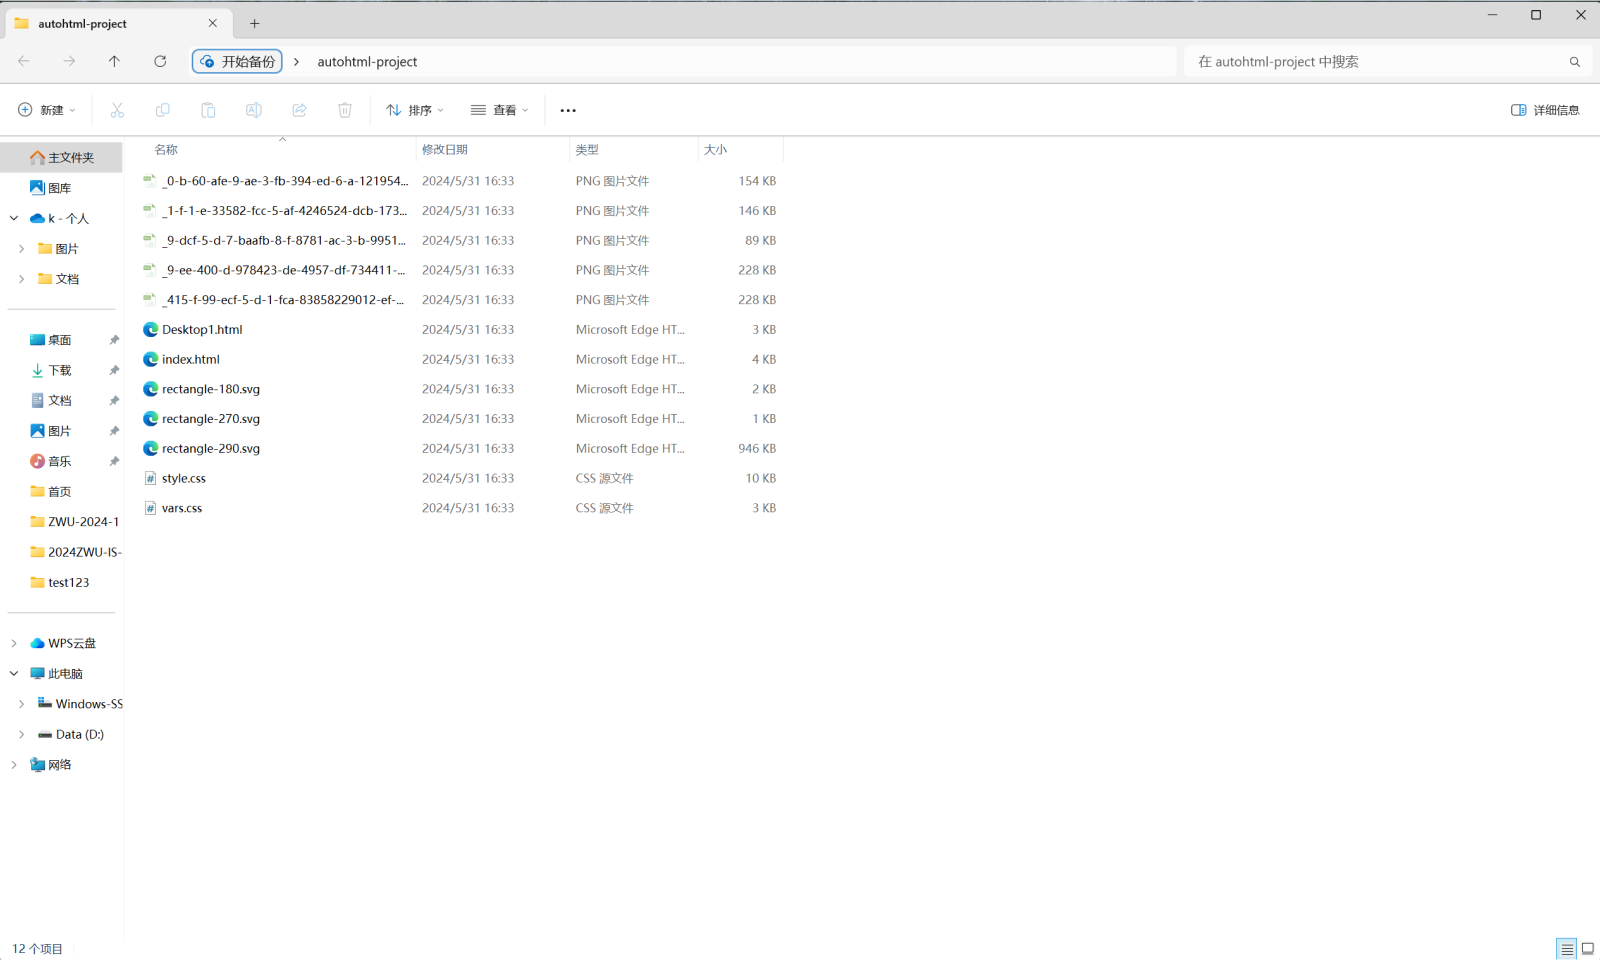 autohtml-project
开始备份 autohtml-project 在 autohtml-project 中搜索
新建 排序 查看 详细信息
名称 修改日期 类型 大小
_0-b-60-afe-9-ae-3-fb-394-ed-6-a-121954... 2024/5/31 16:33 PNG 图片文件 154 KB
_1-f-1-e-33582-fcc-5-af-4246524-dcb-173... 2024/5/31 16:33 PNG 图片文件 146 KB
_9-dcf-5-d-7-baafb-8-f-8781-ac-3-b-9951... 2024/5/31 16:33 PNG 图片文件 89 KB
_9-ee-400-d-978423-de-4957-df-734411-... 2024/5/31 16:33 PNG 图片文件 228 KB
_415-f-99-ecf-5-d-1-fca-83858229012-ef-... 2024/5/31 16:33 PNG 图片文件 228 KB
Desktop1.html 2024/5/31 16:33 Microsoft Edge HT... 3 KB
index.html 2024/5/31 16:33 Microsoft Edge HT... 4 KB
rectangle-180.svg 2024/5/31 16:33 Microsoft Edge HT... 2 KB
rectangle-270.svg 2024/5/31 16:33 Microsoft Edge HT... 1 KB
rectangle-290.svg 2024/5/31 16:33 Microsoft Edge HT... 946 KB
style.css 2024/5/31 16:33 CSS 源文件 10 KB
vars.css 2024/5/31 16:33 CSS 源文件 3 KB
主文件夹
图库
k - 个人
图片
文档
桌面
下载
文档
图片
音乐
首页
ZWU-2024-1
2024ZWU-IS-
test123
WPS云盘
此电脑
Windows-SS
Data (D:)
网络
12 个项目